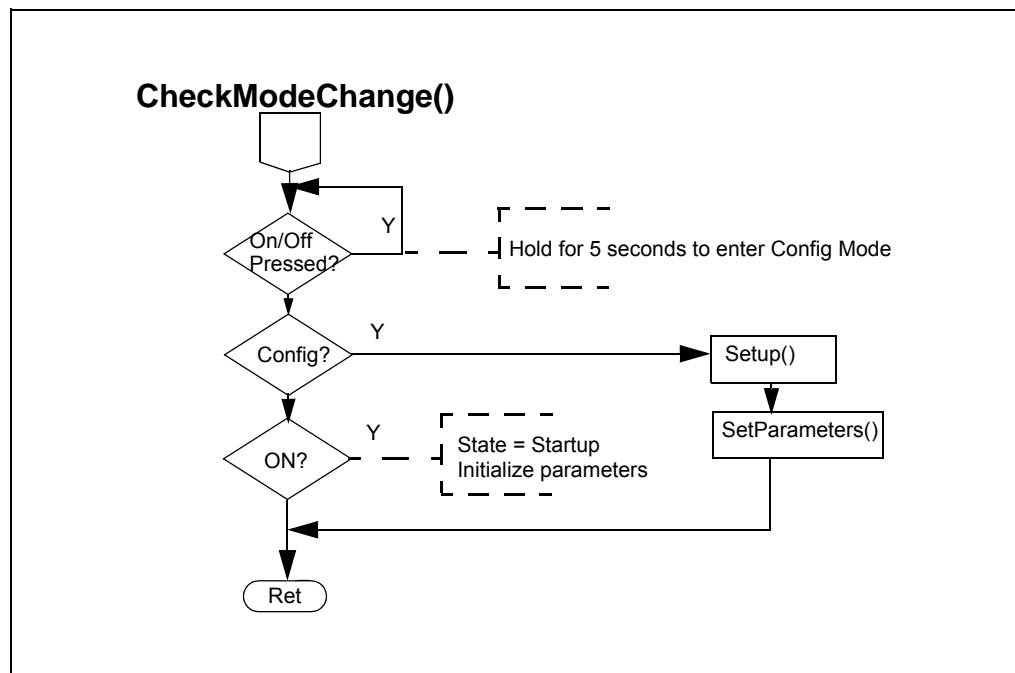 CheckModeChange()
Y
On/Off
Pressed?
Hold for 5 seconds to enter Config Mode
Y
Config?
Setup()
SetParameters()
Y
ON?
State = Startup
Initialize parameters
Ret